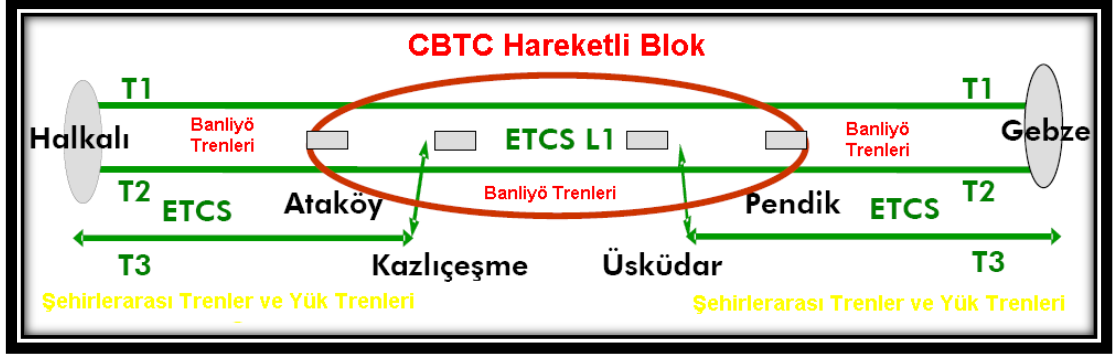 CBTC Hareketli Blok
T1
T1
Halkalı
Banliyö
Trenleri
ETCS L1
Banliyö
Trenleri
Gebze
T2
ETCS
Ataköy
Banliyö Trenleri
Pendik
ETCS
T2
T3
Kazlıçeşme
Üsküdar
T3
Şehirlerarası Trenler ve Yük Trenleri
Şehirlerarası Trenler ve Yük Trenleri